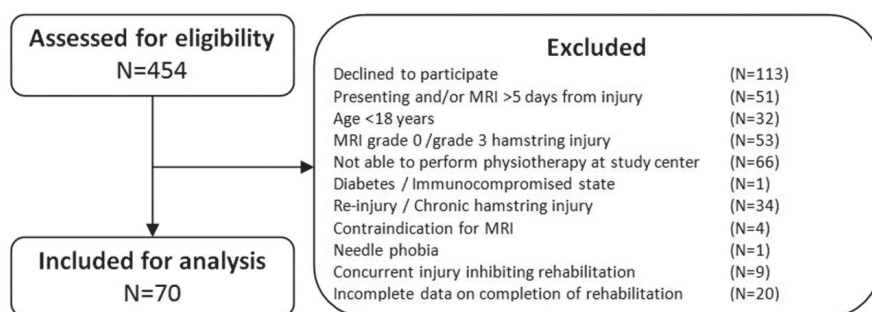 Assessed for eligibility
N=454
Included for analysis
N=70
Excluded
Declined to participate (N=113)
Presenting and/or MRI >5 days from injury (N=51)
Age <18 years (N=32)
MRI grade 0 /grade 3 hamstring injury (N=53)
Not able to perform physiotherapy at study center (N=66)
Diabetes / Immunocompromised state (N=1)
Re-injury / Chronic hamstring injury (N=34)
Contraindication for MRI (N=4)
Needle phobia (N=1)
Concurrent injury inhibiting rehabilitation (N=9)
Incomplete data on completion of rehabilitation (N=20)